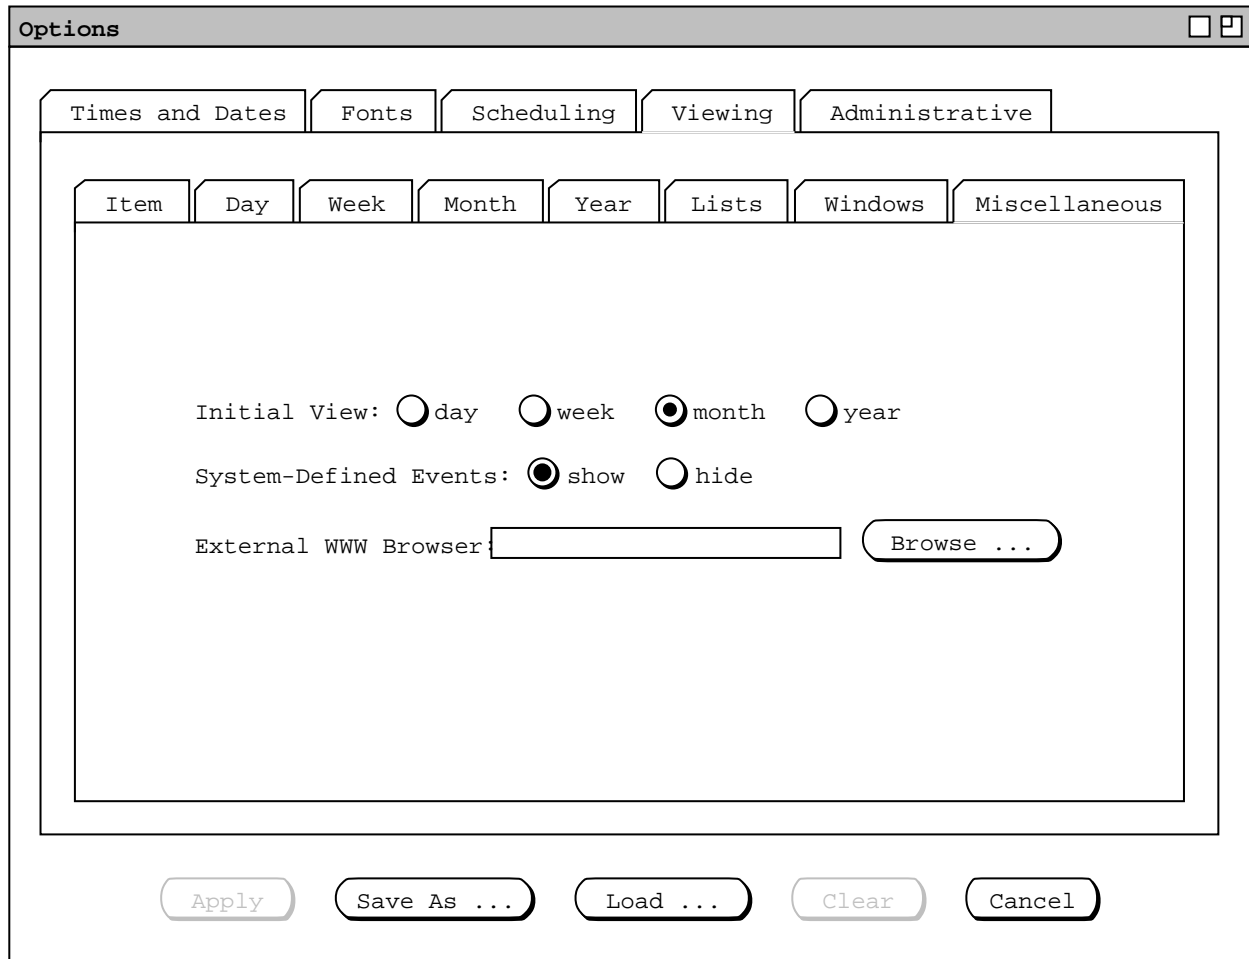 Options
Times and Dates Fonts Scheduling Viewing Administrative
Item Day Week Month Year Lists Windows Miscellaneous
Initial View: day week month year
System-Defined Events: show hide
External WWW Browser: Browse ...
Apply Save As ... Load ... Clear Cancel